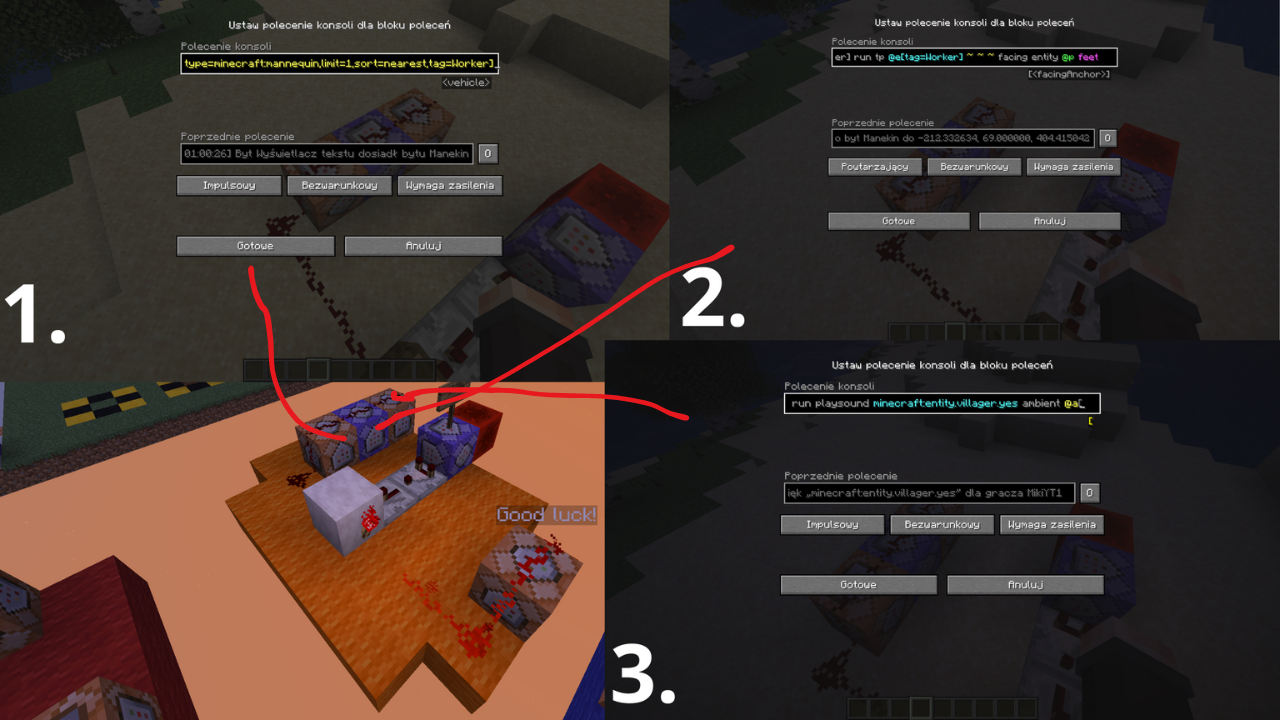 Ustaw polecenie konsoli dla bloku poleceń
Polecenie konsoli
type=minecraft:mannequin,limit=1,sort=nearest,tag=Worker]_
<vehicle>
Poprzednie polecenie
01:00:26] Byt Wyświetlacz tekstu dosiadł bytu Manekin
O
Impulsowy
Bezwarunkowy
Wymaga zasilenia
Gotowe
Anuluj
1.
Ustaw polecenie konsoli dla bloku poleceń
Polecenie konsoli
er] run tp @e[tag=Worker] ~ ~ ~ facing entity @p feet
[<facingAnchor>]
Poprzednie polecenie
o byt Manekin do -212.332634, 69.000000, 404.415042
O
Powtarzający
Bezwarunkowy
Wymaga zasilenia
Gotowe
Anuluj
2.
Ustaw polecenie konsoli dla bloku poleceń
Polecenie konsoli
run playsound minecraft:entity.villager.yes ambient @a[_
[
Poprzednie polecenie
ięk „minecraft:entity.villager.yes” dla gracza MikiYT1
O
Impulsowy
Bezwarunkowy
Wymaga zasilenia
Gotowe
Anuluj
3.
Good luck!